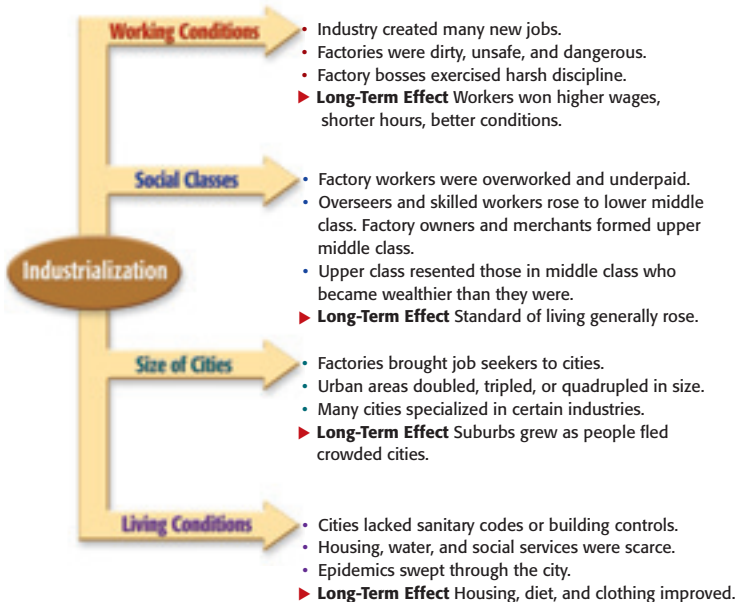 Working Conditions
• Industry created many new jobs.
• Factories were dirty, unsafe, and dangerous.
• Factory bosses exercised harsh discipline.
▶ Long-Term Effect Workers won higher wages,
shorter hours, better conditions.
Social Classes
• Factory workers were overworked and underpaid.
• Overseers and skilled workers rose to lower middle
class. Factory owners and merchants formed upper
middle class.
• Upper class resented those in middle class who
became wealthier than they were.
▶ Long-Term Effect Standard of living generally rose.
Industrialization
Size of Cities
• Factories brought job seekers to cities.
• Urban areas doubled, tripled, or quadrupled in size.
• Many cities specialized in certain industries.
▶ Long-Term Effect Suburbs grew as people fled
crowded cities.
Living Conditions
• Cities lacked sanitary codes or building controls.
• Housing, water, and social services were scarce.
• Epidemics swept through the city.
▶ Long-Term Effect Housing, diet, and clothing improved.